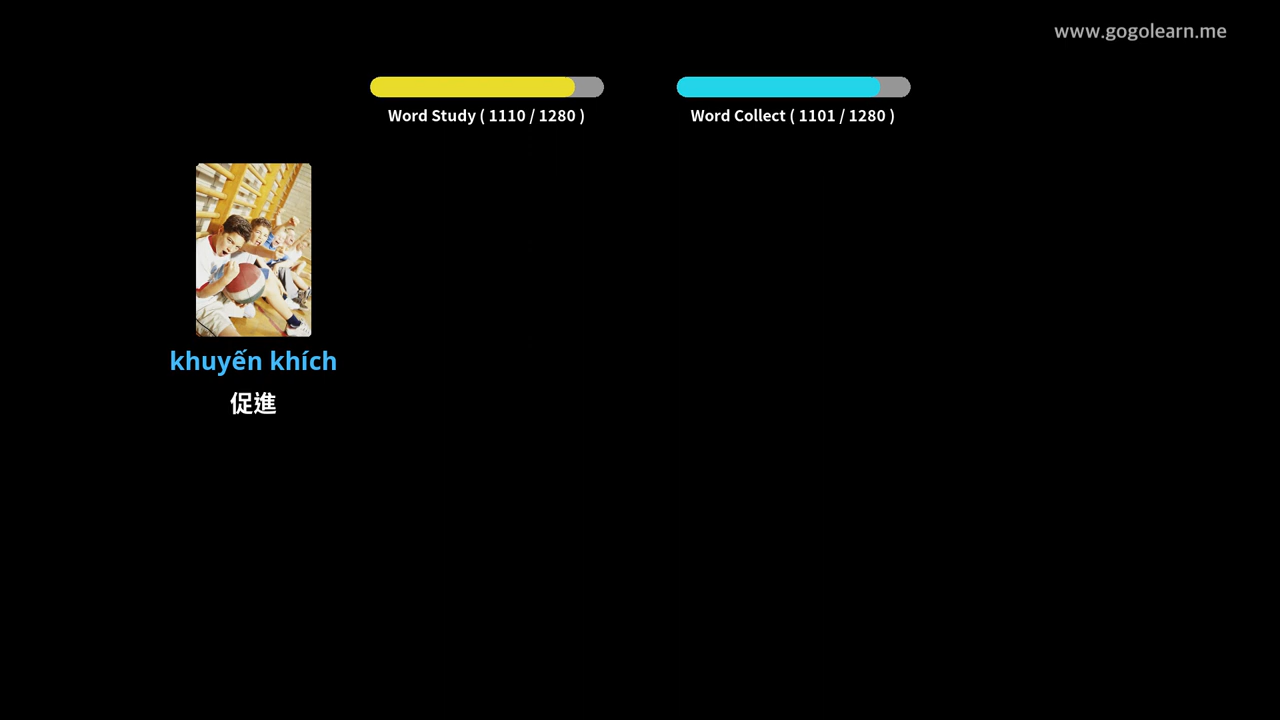 www.gogolearn.me
Word Study ( 1110 / 1280 )
Word Collect ( 1101 / 1280 )
khuyến khích
促進